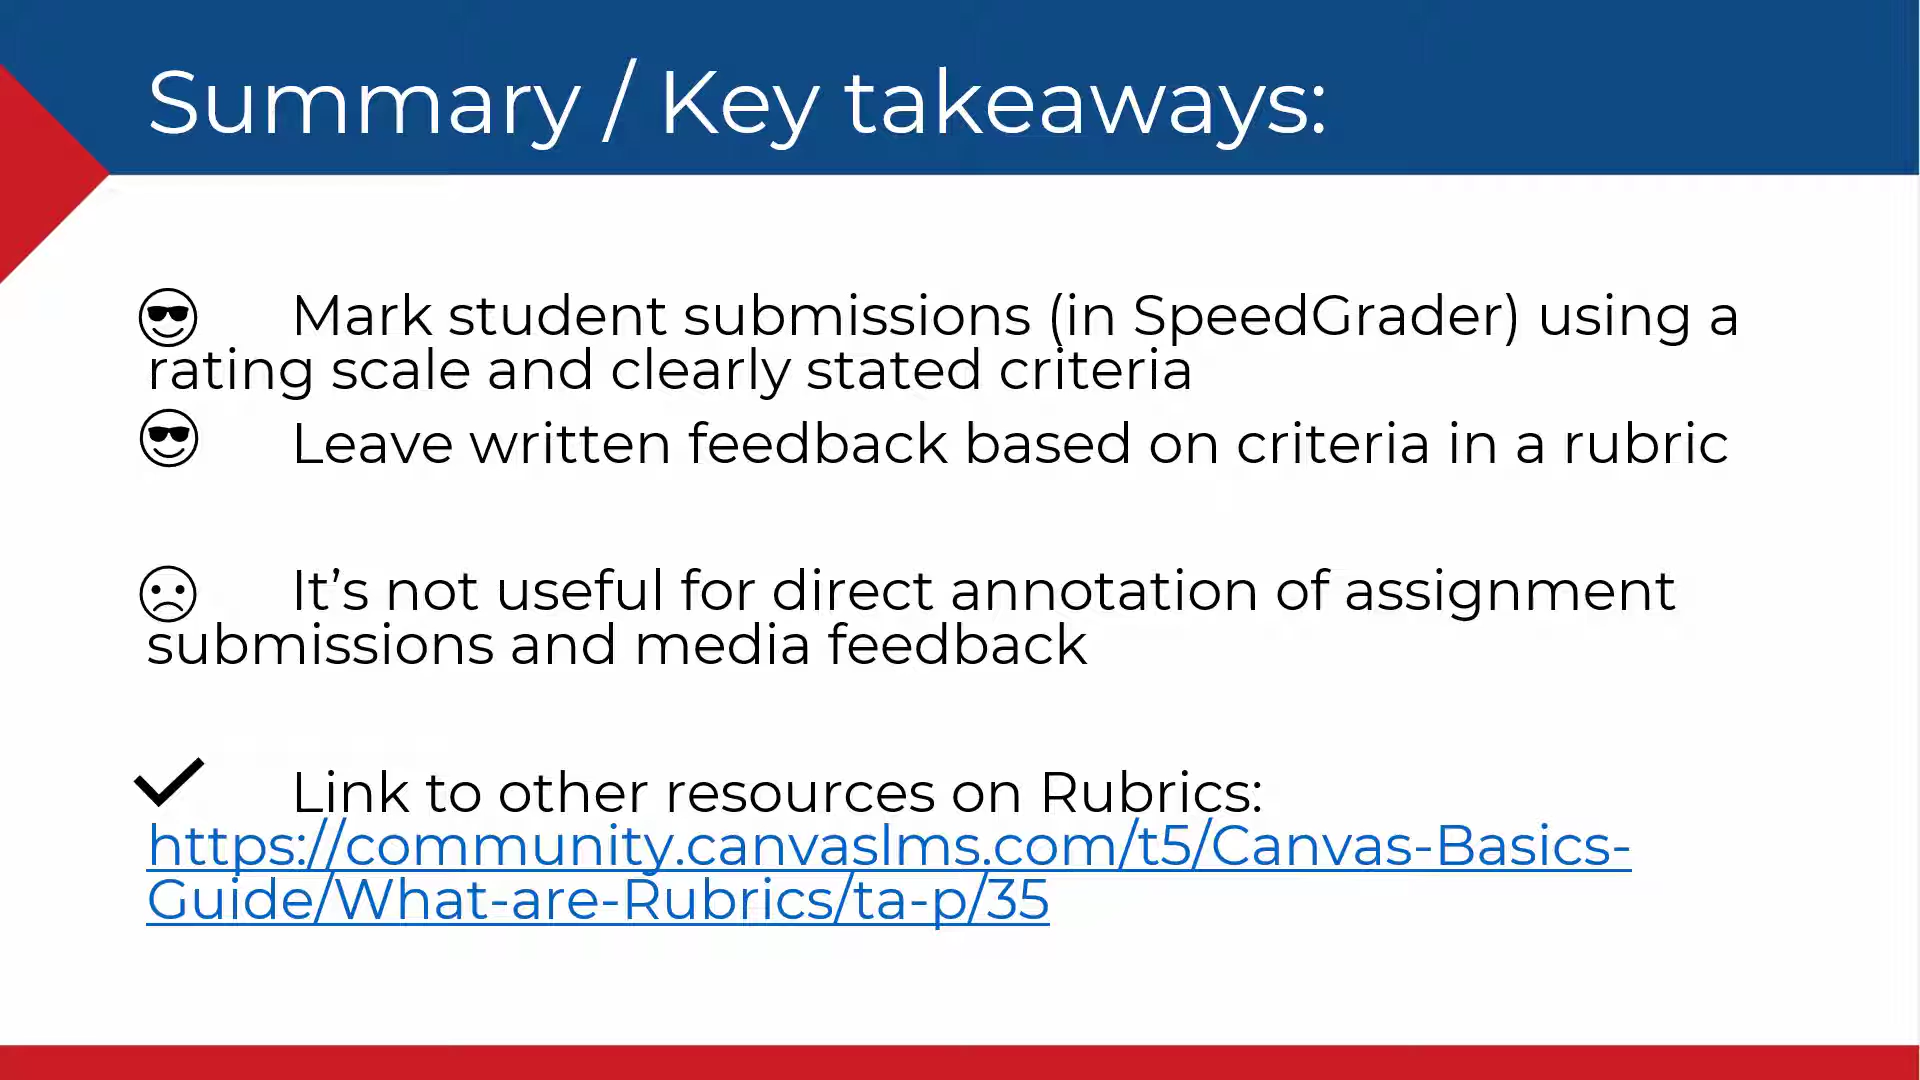 Summary / Key takeaways:
Mark student submissions (in SpeedGrader) using a
rating scale and clearly stated criteria
Leave written feedback based on criteria in a rubric
It’s not useful for direct annotation of assignment
submissions and media feedback
Link to other resources on Rubrics:
https://community.canvaslms.com/t5/Canvas-Basics-
Guide/What-are-Rubrics/ta-p/35